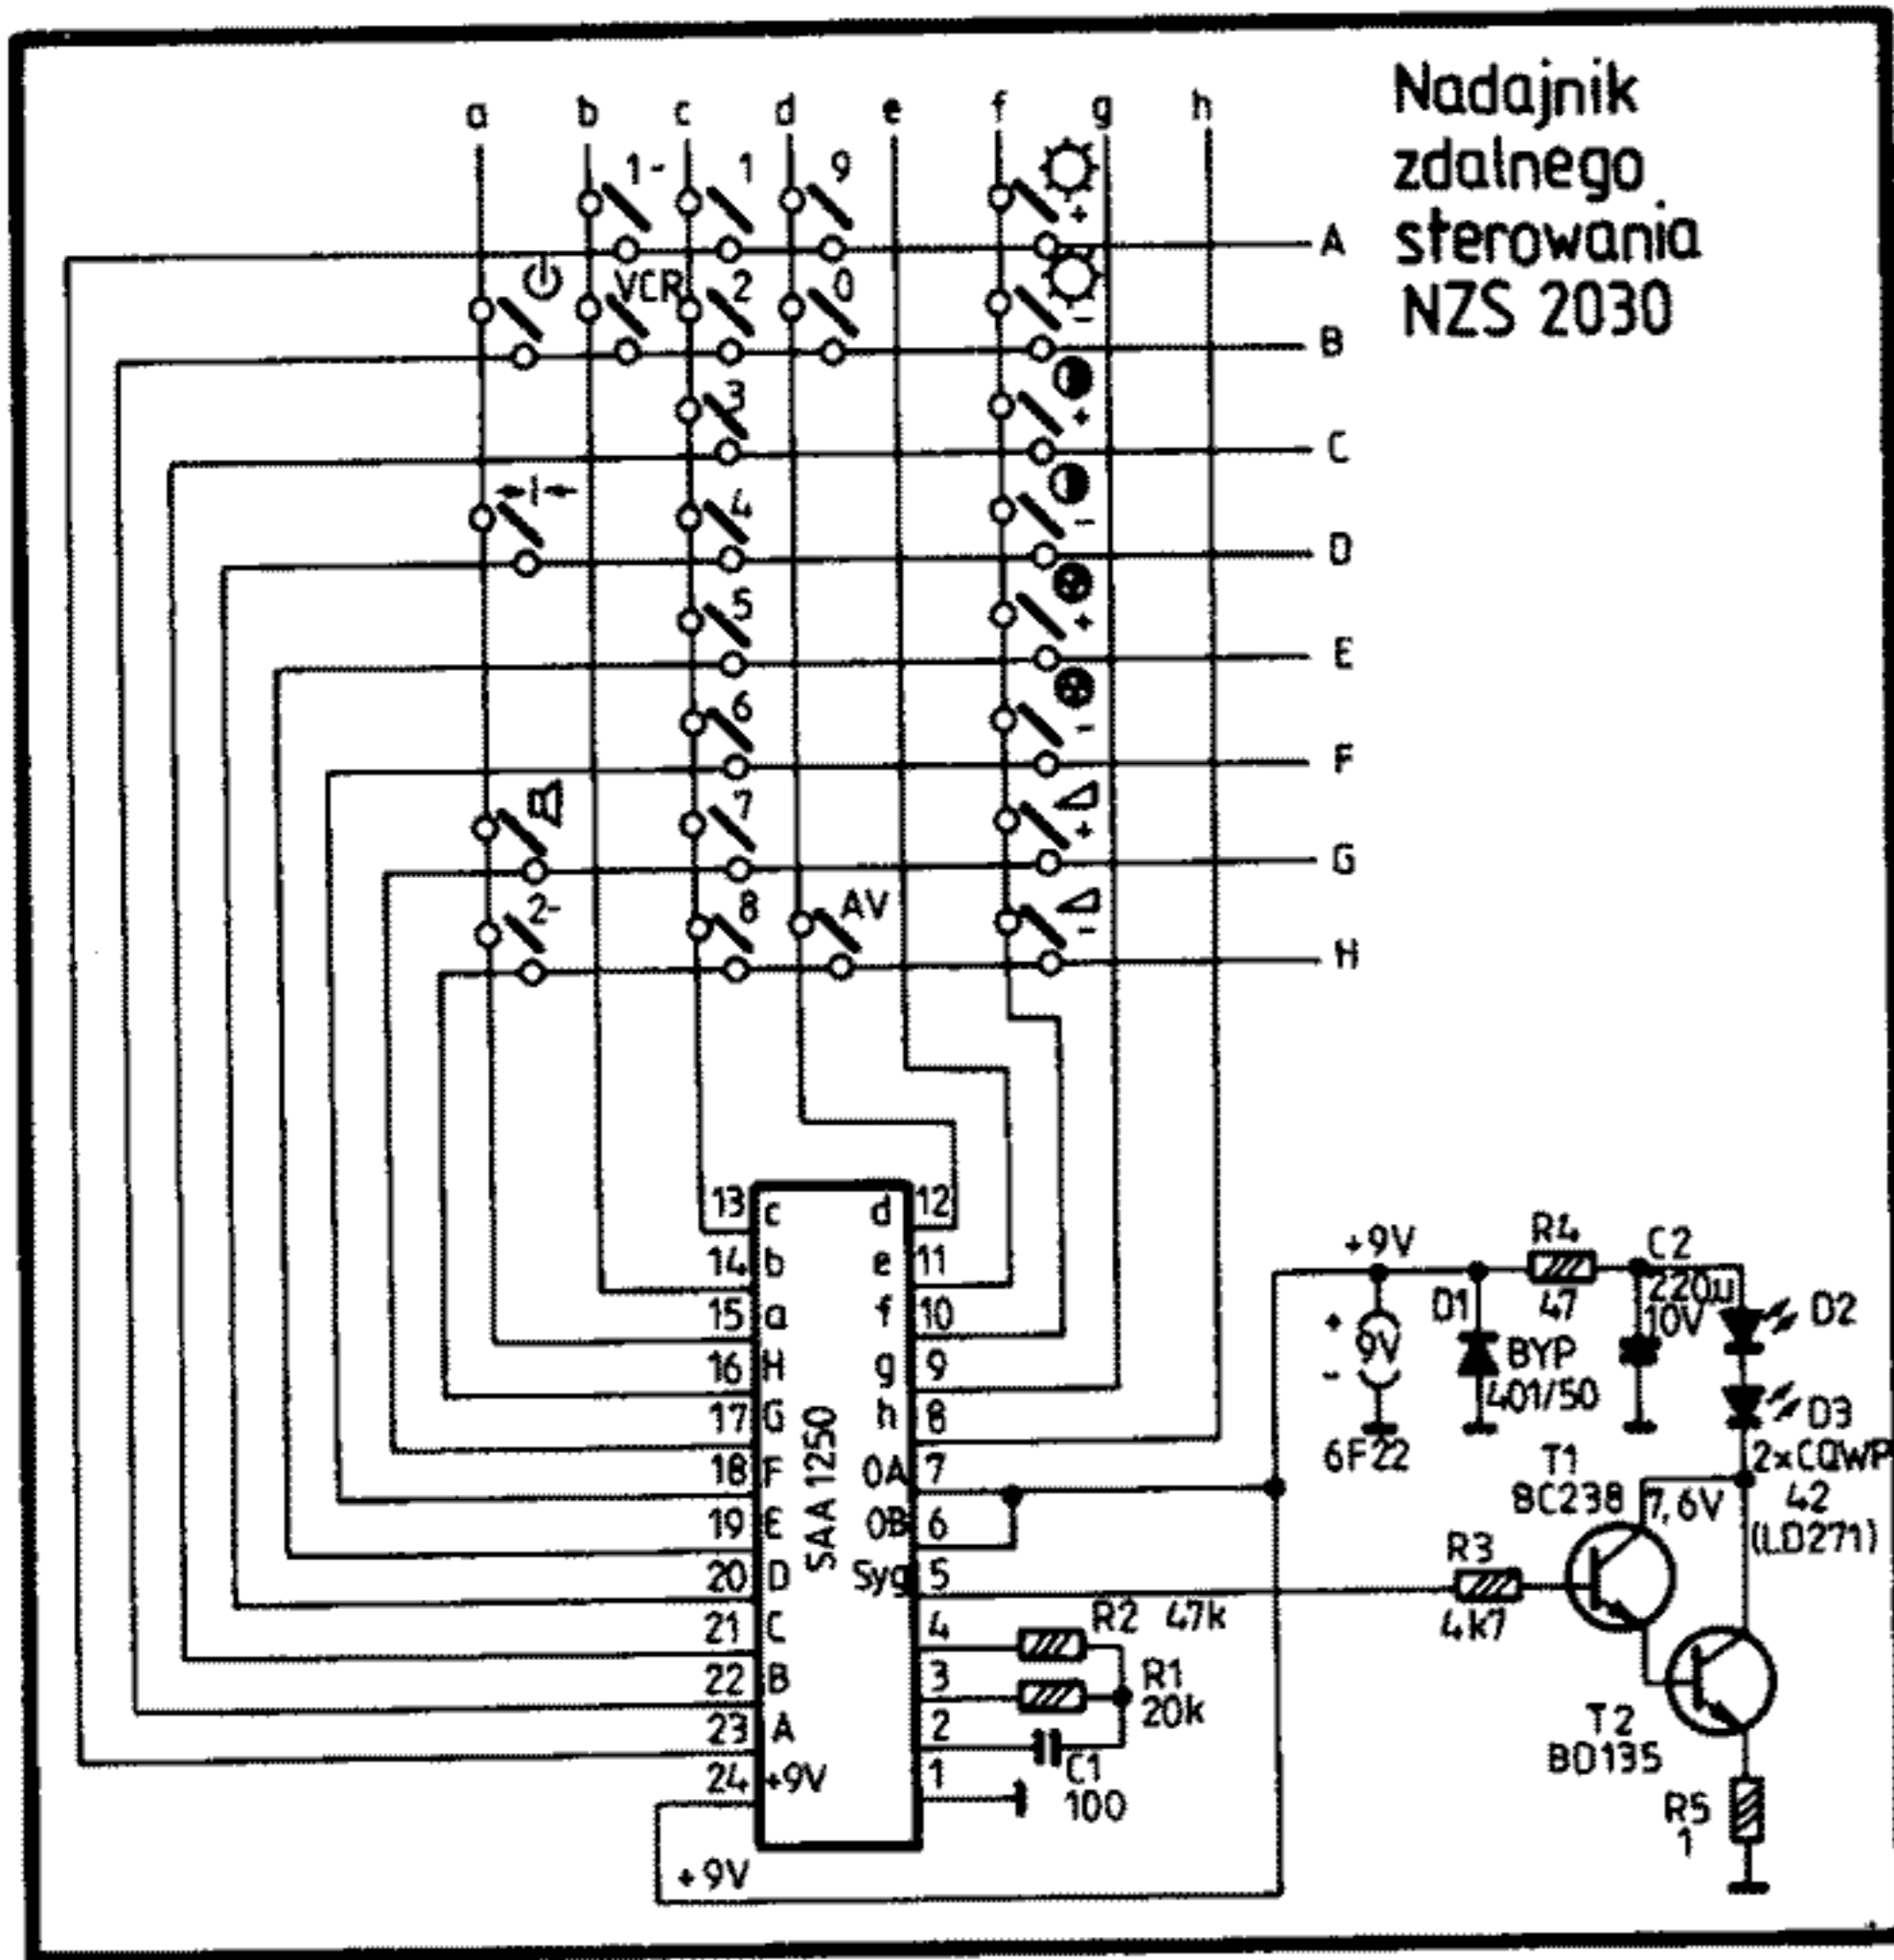 Nadajnik
zdalnego
sterowania
NZS 2030
a b c d e f g h
1- 1 9 +
A
VCR 2 0 -
B
3 +
C
4 -
D
5 +
E
6 -
F
7 +
G
2- 8 AV -
H
13 c d 12
14 b e 11
15 a f 10
16 H g 9
17 G h 8
18 F 0A 7
19 E 0B 6
20 D Syg 5
21 C 4
22 B 3
23 A 2
24 +9V 1
SAA 1250
+9V
R2 47k
R1
20k
C1
100
+9V
+
9V
-
6F22
D1
BYP
401/50
R4
47
C2
220µ
10V
D2
D3
2xCQWP
42
(LD271)
T1
BC238
7,6V
R3
4k7
T2
BD135
R5
1